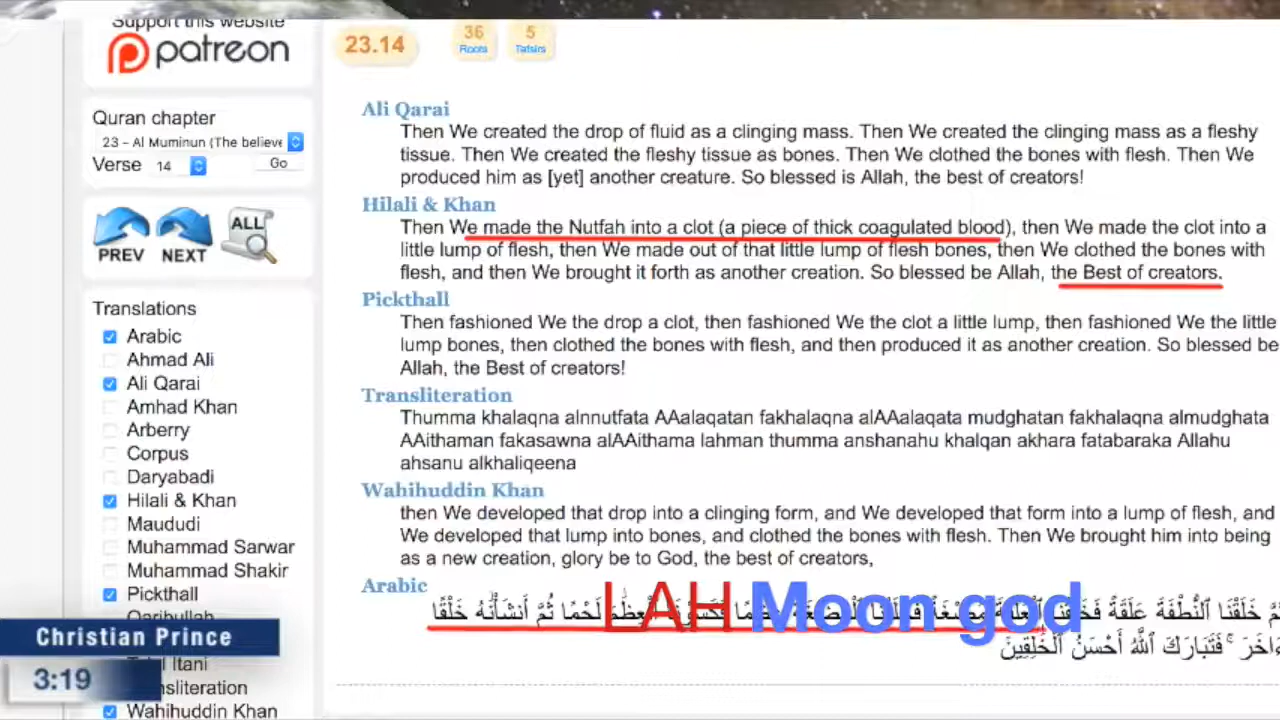 Support this website
patreon
Quran chapter
23 - Al Muminun (The believe
Verse 14 Go
PREV NEXT ALL
Translations
Arabic
Ahmad Ali
Ali Qarai
Amhad Khan
Arberry
Corpus
Daryabadi
Hilali & Khan
Maududi
Muhammad Sarwar
Muhammad Shakir
Pickthall
Qaribullah
Talal Itani
Wahihuddin Khan
Christian Prince
3:19
23.14
36 Roots
5 Tafsirs
Ali Qarai
Then We created the drop of fluid as a clinging mass. Then We created the clinging mass as a fleshy
tissue. Then We created the fleshy tissue as bones. Then We clothed the bones with flesh. Then We
produced him as [yet] another creature. So blessed is Allah, the best of creators!
Hilali & Khan
Then We made the Nutfah into a clot (a piece of thick coagulated blood), then We made the clot into a
little lump of flesh, then We made out of that little lump of flesh bones, then We clothed the bones with
flesh, and then We brought it forth as another creation. So blessed be Allah, the Best of creators.
Pickthall
Then fashioned We the drop a clot, then fashioned We the clot a little lump, then fashioned We the little
lump bones, then clothed the bones with flesh, and then produced it as another creation. So blessed be
Allah, the Best of creators!
Transliteration
Thumma khalaqna alnnutfata AAalaqatan fakhalaqna alAAalaqata mudghatan fakhalaqna almudghata
AAithaman fakasawna alAAithama lahman thumma anshanahu khalqan akhara fatabaraka Allahu
ahsanu alkhaliqeena
Wahihuddin Khan
then We developed that drop into a clinging form, and We developed that form into a lump of flesh, and
We developed that lump into bones, and clothed the bones with flesh. Then We brought him into being
as a new creation, glory be to God, the best of creators,
Arabic
خَلَقْنَا ٱلنُّطْفَةَ عَلَقَةً لَحْمًا ثُمَّ أَنشَأْنَٰهُ خَلْقًا
ءَاخَرَ ۚ فَتَبَارَكَ ٱللَّهُ أَحْسَنُ ٱلْخَٰلِقِينَ
LAH Moon god